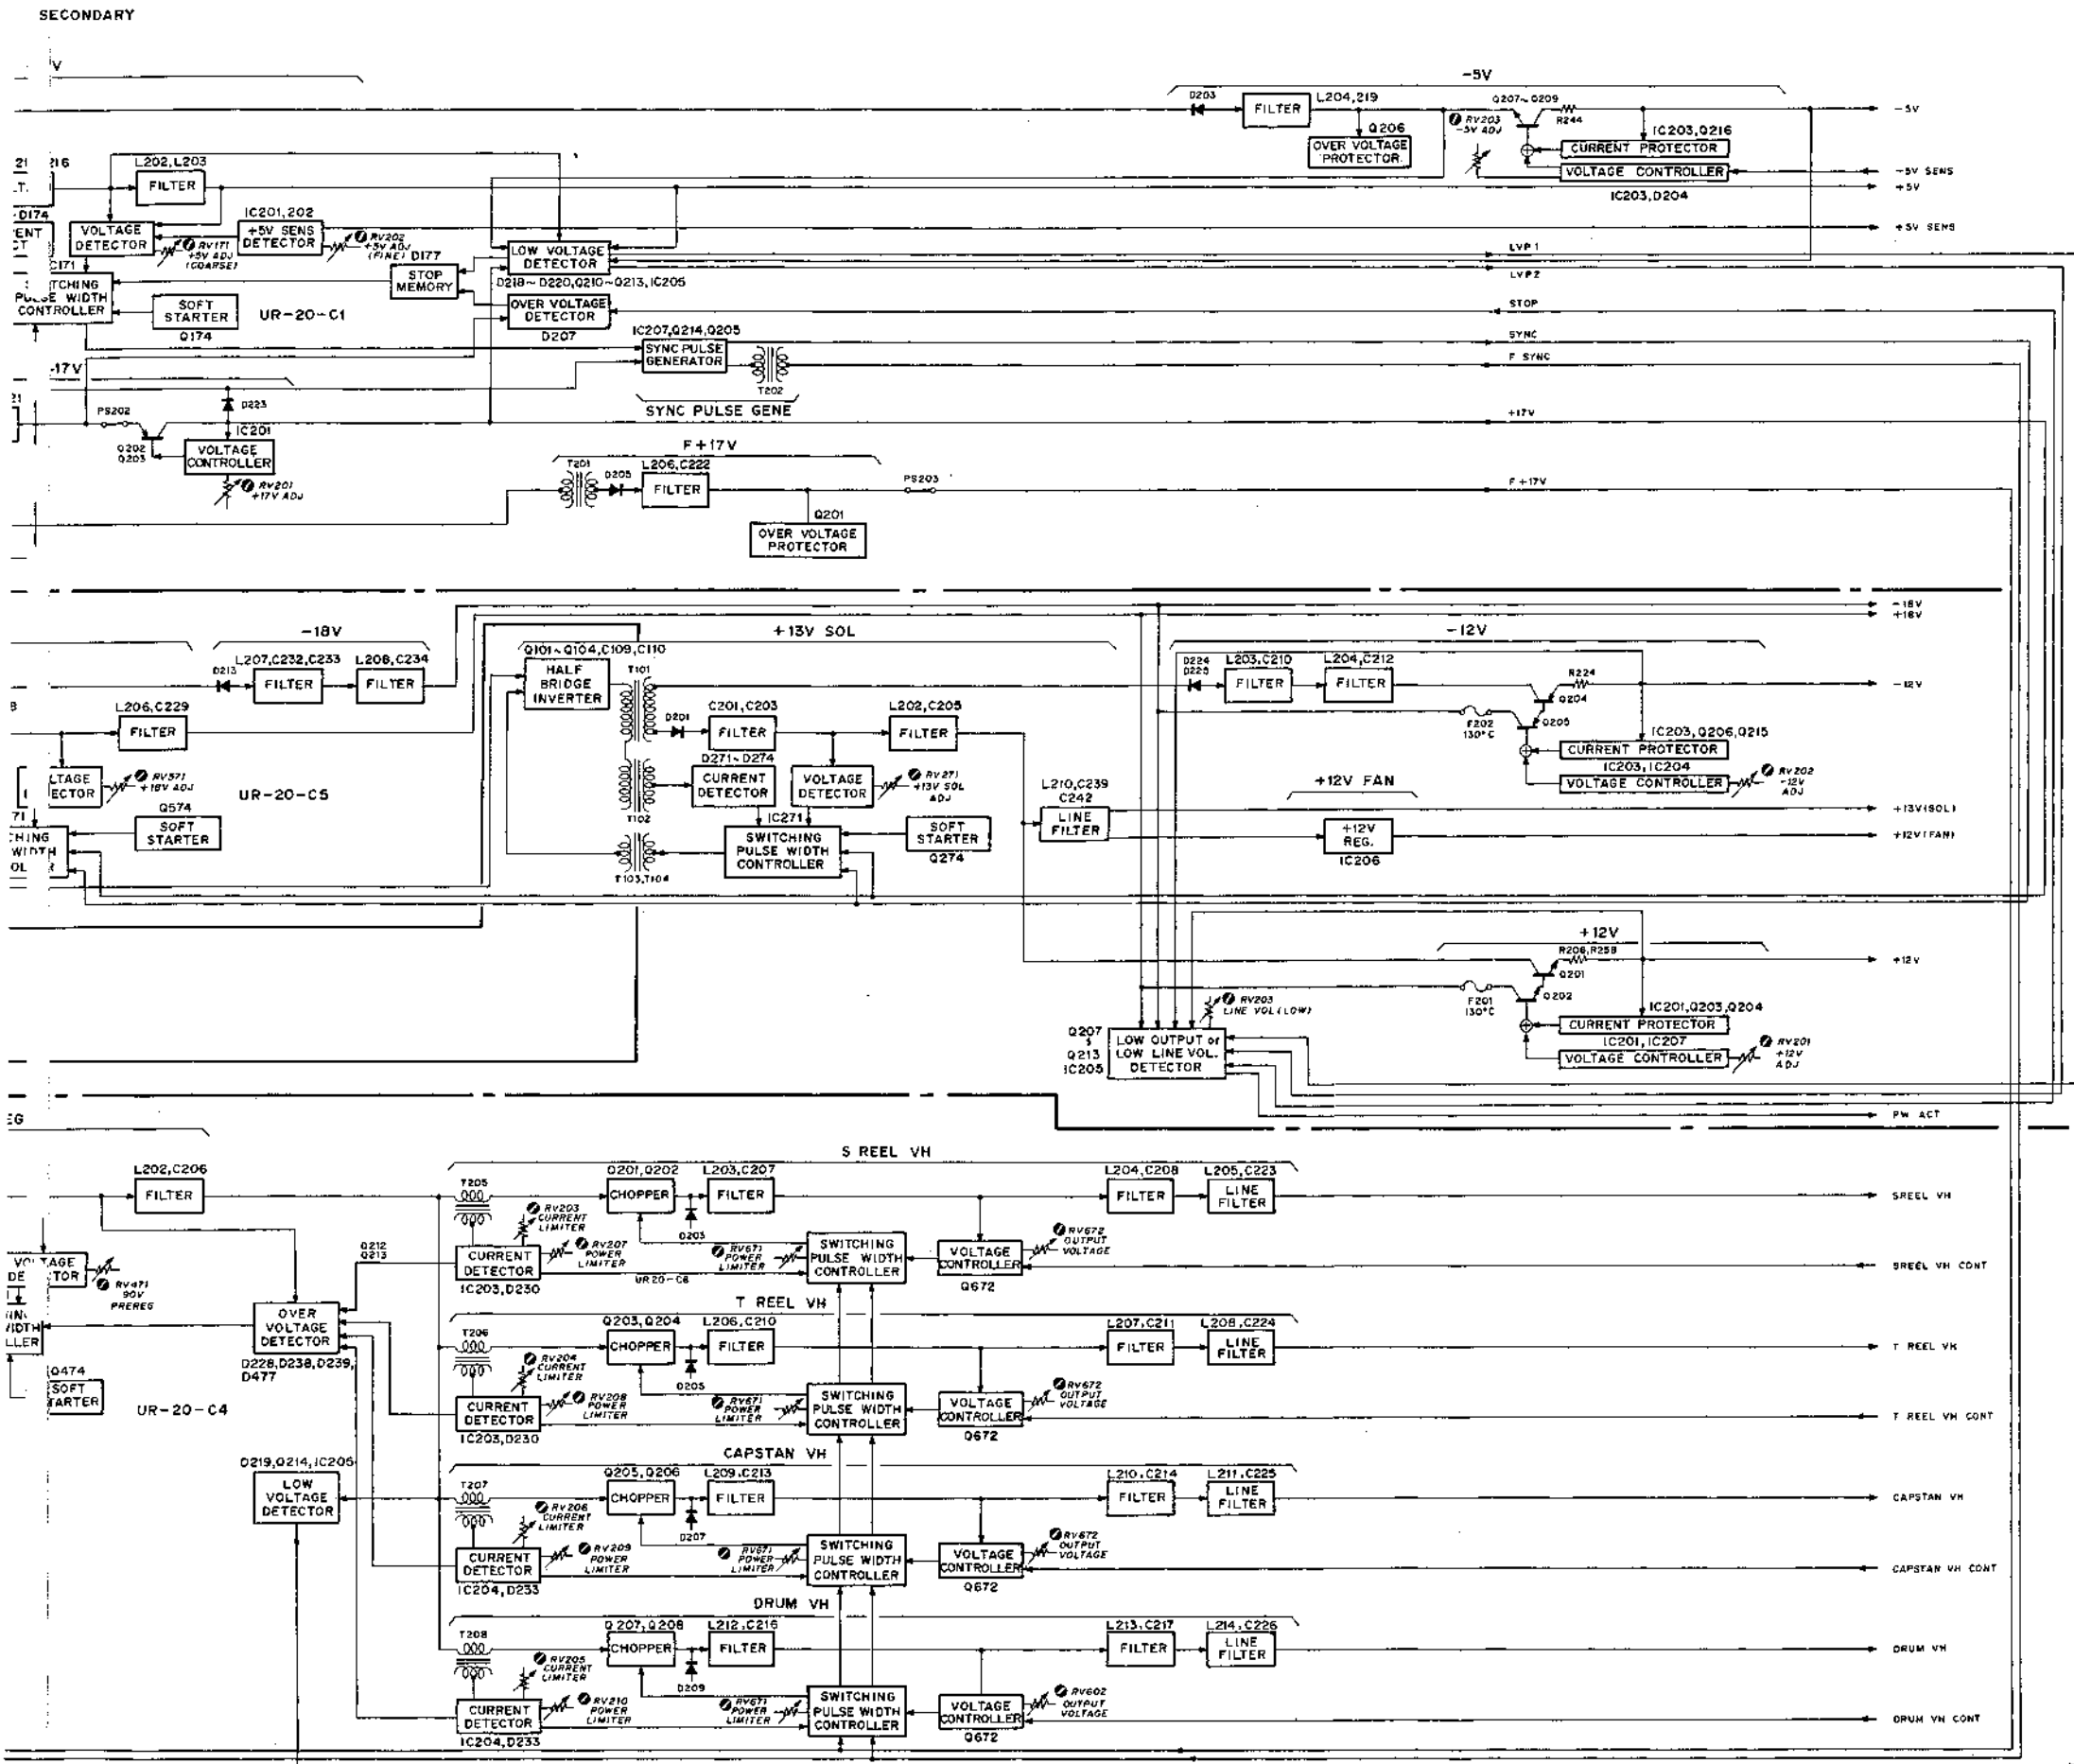 SECONDARY
V
-5V
D203
FILTER
L204,219
Q207~Q209
R244
-5V
RV203
-5V ADJ
Q206
OVER VOLTAGE
PROTECTOR
IC203,Q216
CURRENT PROTECTOR
VOLTAGE CONTROLLER
IC203,D204
-5V SENS
+5V
+5V SENS
21
216
L202,L203
FILTER
D174
VOLTAGE
DETECTOR
RV171
+5V ADJ
(COARSE)
IC201,202
+5V SENS
DETECTOR
RV202
+5V ADJ
(FINE)
D177
STOP
MEMORY
LOW VOLTAGE
DETECTOR
D218~D220,Q210~Q213,IC205
OVER VOLTAGE
DETECTOR
D207
LVP1
LVP2
STOP
SYNC
F SYNC
C171
TCHING
PULSE WIDTH
CONTROLLER
SOFT
STARTER
Q174
UR-20-C1
IC207,Q214,Q205
SYNC PULSE
GENERATOR
T202
SYNC PULSE GENE
-17V
21
PS202
D223
Q202
Q203
IC201
VOLTAGE
CONTROLLER
RV201
+17V ADJ
+17V
F+17V
T201
D205
L206,C222
FILTER
PS203
F+17V
Q201
OVER VOLTAGE
PROTECTOR
-18V
+18V
-18V
D213
L207,C232,C233
FILTER
L208,C234
FILTER
+13V SOL
Q101~Q104,C109,C110
HALF
BRIDGE
INVERTER
T101
-12V
D224
D225
L203,C210
FILTER
L204,C212
FILTER
R224
Q204
-12V
L206,C229
FILTER
D201
C201,C203
FILTER
L202,C205
FILTER
F202
130°C
Q205
IC203,Q206,Q215
CURRENT PROTECTOR
IC203,IC204
VOLTAGE CONTROLLER
RV202
-12V
ADJ
LTAGE
ECTOR
RV571
+18V ADJ
UR-20-C5
T102
D271~D274
CURRENT
DETECTOR
VOLTAGE
DETECTOR
RV271
+13V SOL
ADJ
L210,C239
C242
LINE
FILTER
+12V FAN
+12V
REG.
IC206
+13V(SOL)
+12V(FAN)
71
CHING
WIDTH
Q574
SOFT
STARTER
T103,T104
IC271
SWITCHING
PULSE WIDTH
CONTROLLER
SOFT
STARTER
Q274
+12V
R206,R258
Q201
+12V
F201
130°C
Q202
IC201,Q203,Q204
CURRENT PROTECTOR
IC201,IC207
VOLTAGE CONTROLLER
RV201
+12V
ADJ
RV203
LINE VOL(LOW)
Q207
Q213
IC205
LOW OUTPUT or
LOW LINE VOL.
DETECTOR
PW ACT
EG
S REEL VH
L202,C206
FILTER
T205
Q201,Q202
CHOPPER
D203
L203,C207
FILTER
L204,C208
FILTER
L205,C223
LINE
FILTER
SREEL VH
RV203
CURRENT
LIMITER
Q212
Q213
CURRENT
DETECTOR
IC203,D230
RV207
POWER
LIMITER
UR20-C6
RV671
POWER
LIMITER
SWITCHING
PULSE WIDTH
CONTROLLER
VOLTAGE
CONTROLLER
Q672
RV672
OUTPUT
VOLTAGE
SREEL VH CONT
RV471
90V
PREREG
T REEL VH
OVER
VOLTAGE
DETECTOR
D228,D238,D239,
D477
T206
Q203,Q204
CHOPPER
D205
L206,C210
FILTER
L207,C211
FILTER
L208,C224
LINE
FILTER
T REEL VH
Q474
SOFT
TARTER
UR-20-C4
RV204
CURRENT
LIMITER
CURRENT
DETECTOR
IC203,D230
RV208
POWER
LIMITER
RV671
POWER
LIMITER
SWITCHING
PULSE WIDTH
CONTROLLER
VOLTAGE
CONTROLLER
Q672
RV672
OUTPUT
VOLTAGE
T REEL VH CONT
CAPSTAN VH
D219,Q214,IC206
LOW
VOLTAGE
DETECTOR
T207
Q205,Q206
CHOPPER
D207
L209,C213
FILTER
L210,C214
FILTER
L211,C225
LINE
FILTER
CAPSTAN VH
RV206
CURRENT
LIMITER
CURRENT
DETECTOR
IC204,D233
RV209
POWER
LIMITER
RV671
POWER
LIMITER
SWITCHING
PULSE WIDTH
CONTROLLER
VOLTAGE
CONTROLLER
Q672
RV672
OUTPUT
VOLTAGE
CAPSTAN VH CONT
DRUM VH
T208
Q207,Q208
CHOPPER
D209
L212,C216
FILTER
L213,C217
FILTER
L214,C226
LINE
FILTER
DRUM VH
RV205
CURRENT
LIMITER
CURRENT
DETECTOR
IC204,D233
RV210
POWER
LIMITER
RV671
POWER
LIMITER
SWITCHING
PULSE WIDTH
CONTROLLER
VOLTAGE
CONTROLLER
Q672
RV602
OUTPUT
VOLTAGE
DRUM VH CONT